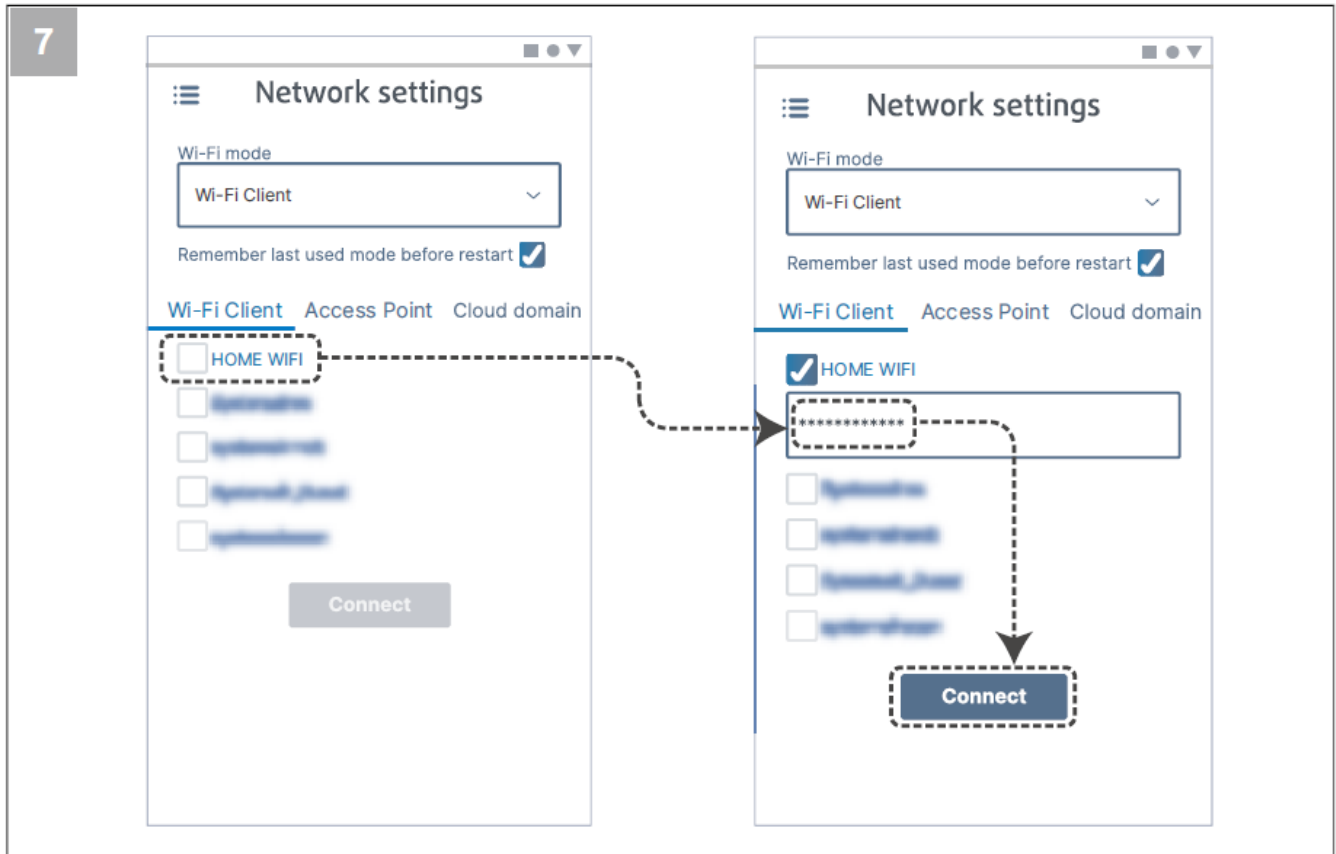 7
Network settings
Wi-Fi mode
Wi-Fi Client
Remember last used mode before restart
Wi-Fi Client Access Point Cloud domain
HOME WIFI
Connect
Network settings
Wi-Fi mode
Wi-Fi Client
Remember last used mode before restart
Wi-Fi Client Access Point Cloud domain
HOME WIFI
************
Connect